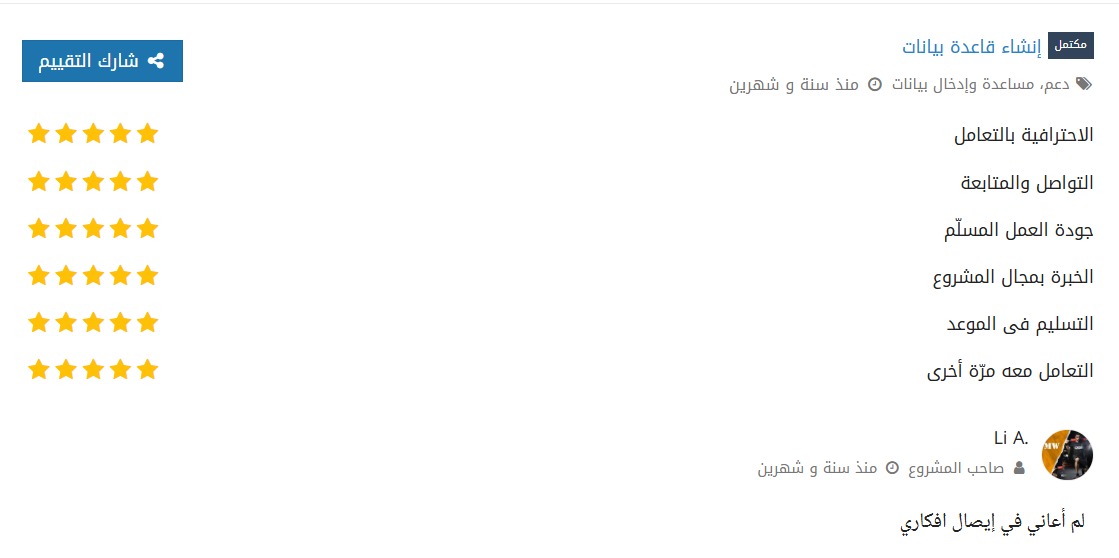 مكتمل إنشاء قاعدة بيانات
شارك التقييم
دعم، مساعدة وإدخال بيانات منذ سنة و شهرين
الاحترافية بالتعامل
التواصل والمتابعة
جودة العمل المسلّم
الخبرة بمجال المشروع
التسليم فى الموعد
التعامل معه مرّة أخرى
Li A.
MW
صاحب المشروع منذ سنة و شهرين
لم أعاني في إيصال افكاري